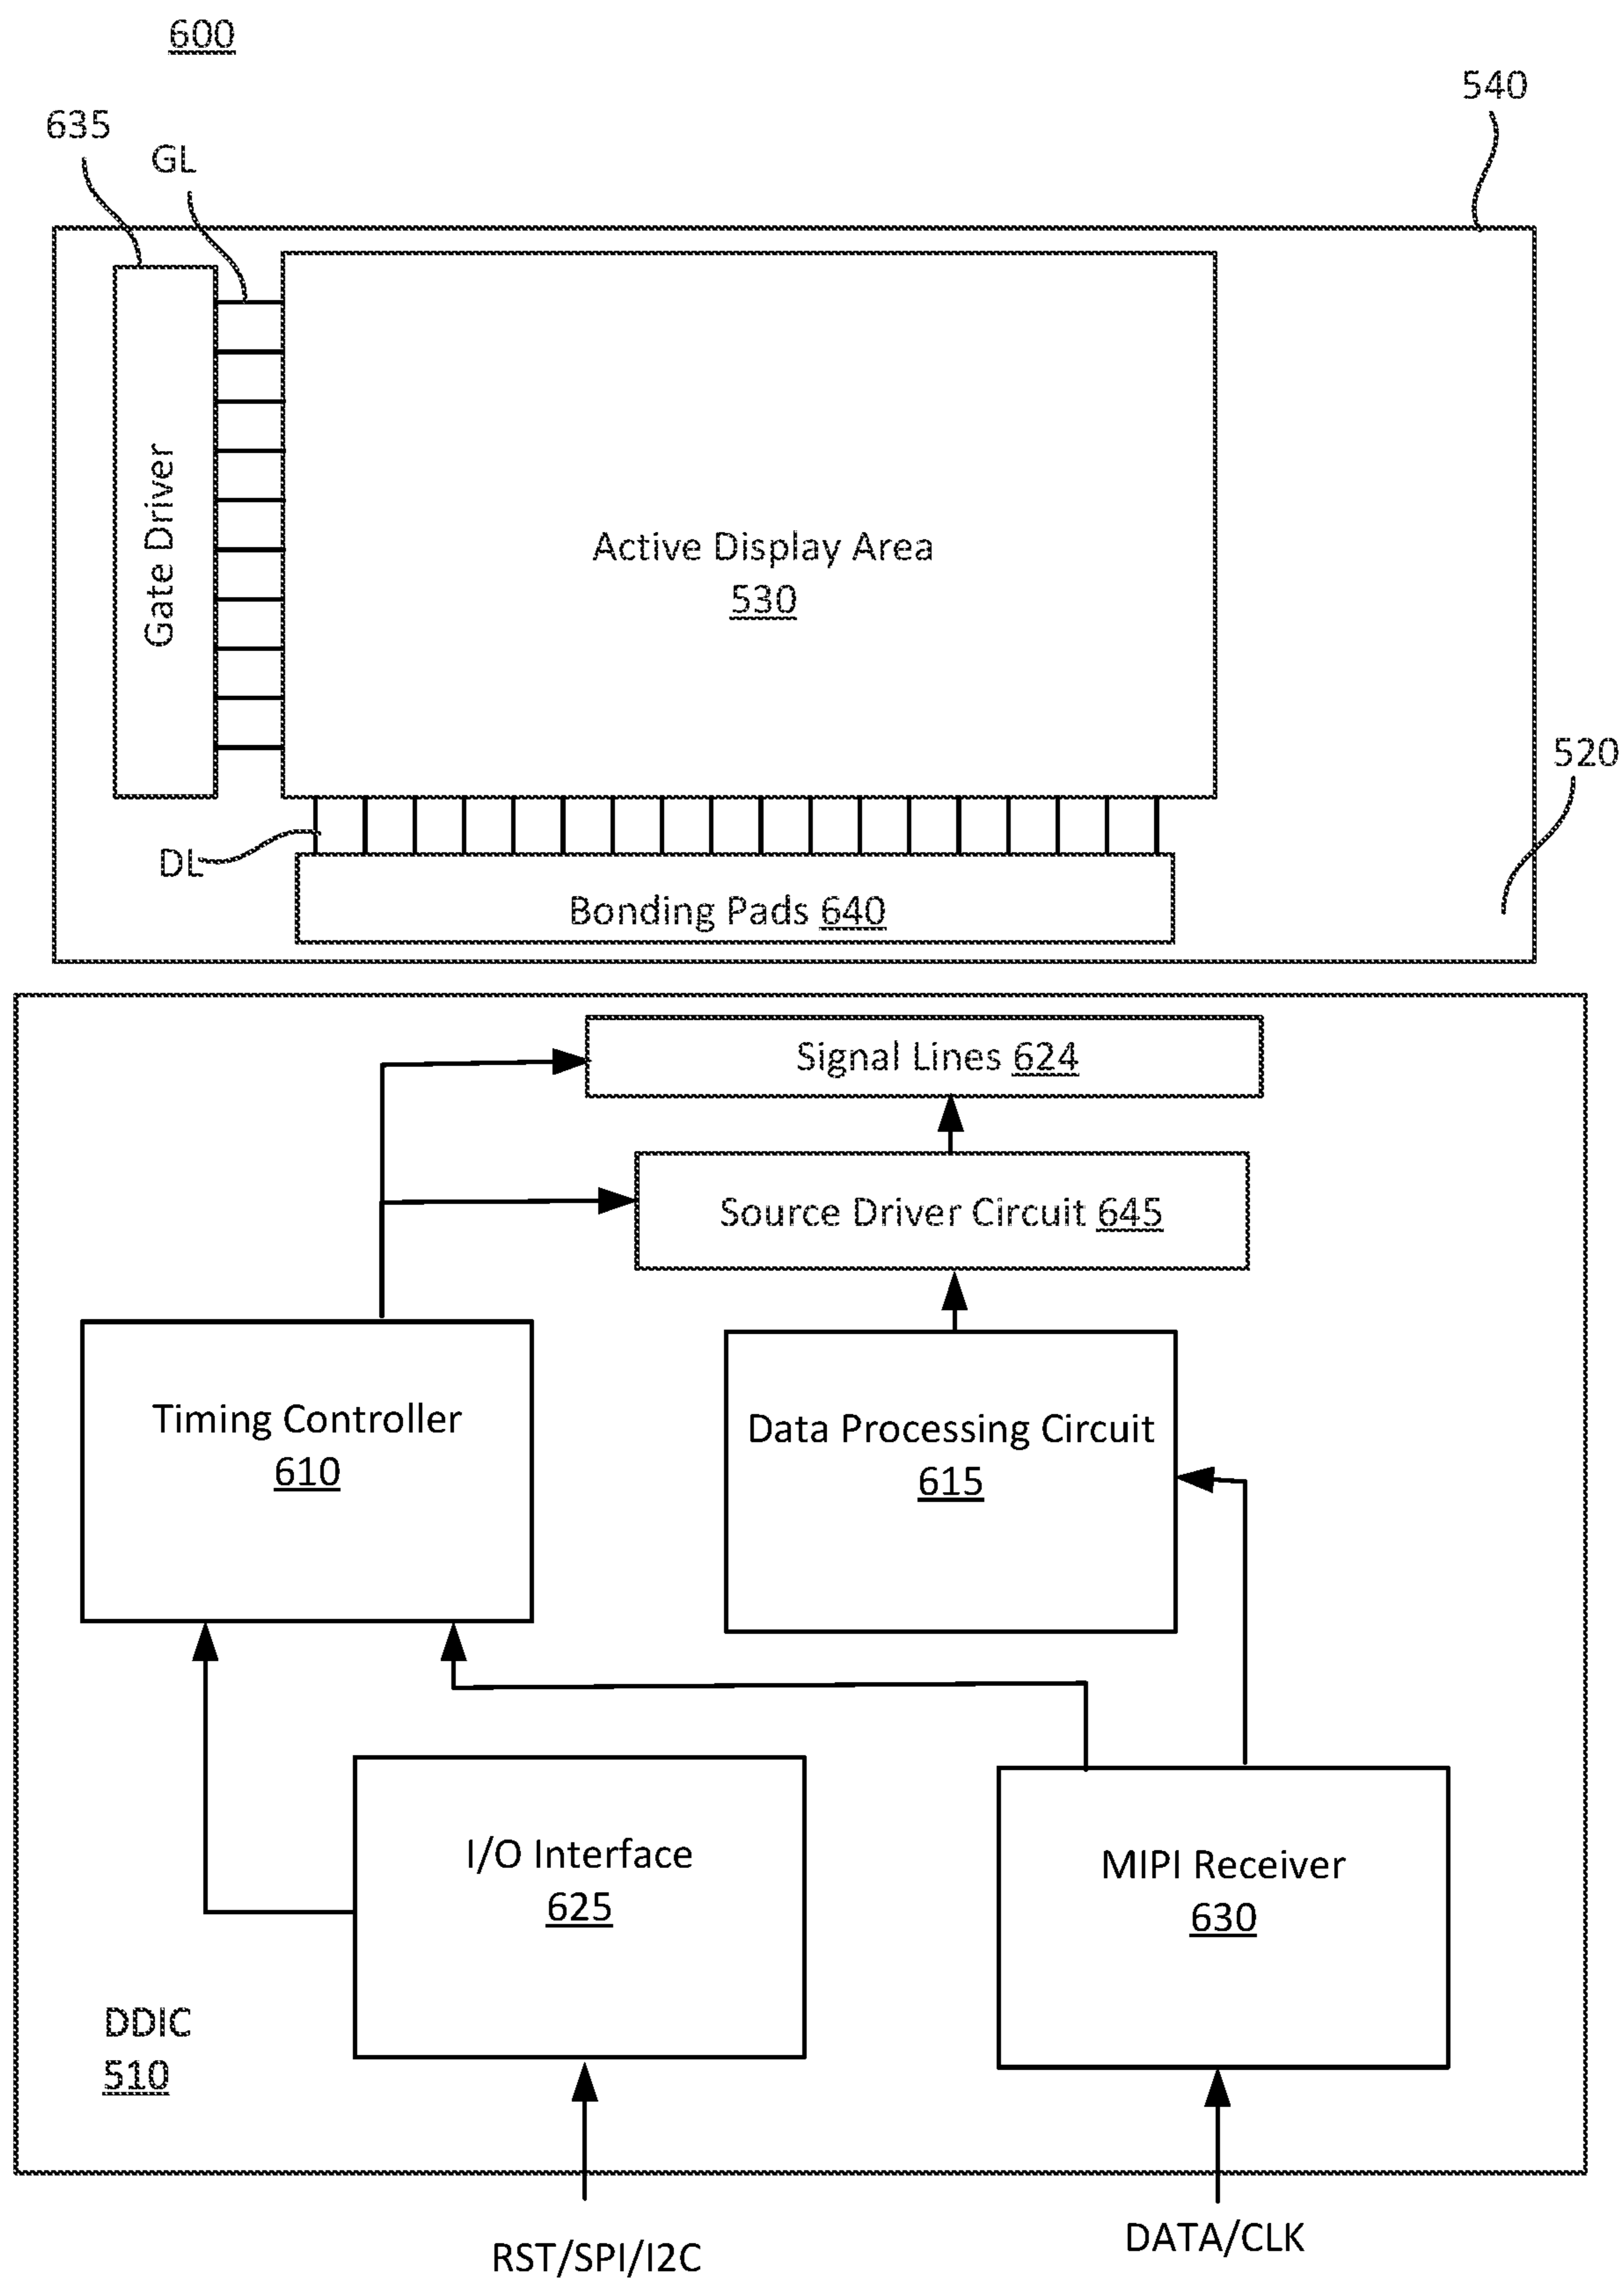 600
540
635
GL
Gate Driver
Active Display Area
530
520
DL
Bonding Pads 640
Signal Lines 624
Source Driver Circuit 645
Timing Controller
610
Data Processing Circuit
615
I/O Interface
625
MIPI Receiver
630
DDIC
510
RST/SPI/I2C
DATA/CLK